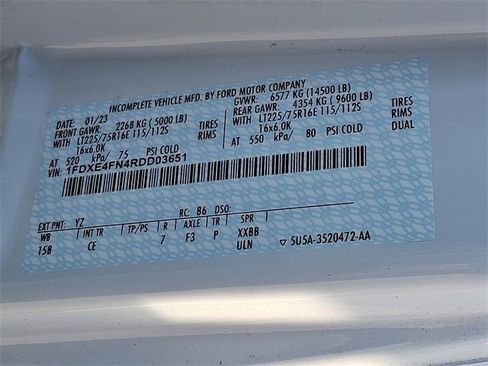 INCOMPLETE VEHICLE MFD. BY FORD MOTOR COMPANY
DATE: 01/23 GVWR: 6577 KG (14500 LB)
FRONT GAWR: 2268 KG (5000 LB) REAR GAWR: 4354 KG (9600 LB)
WITH LT225/75R16E 115/112S TIRES WITH LT225/75R16E 115/112S TIRES
16x6.0K RIMS 16x6.0K RIMS
AT 520 kPa/ 75 PSI COLD AT 550 kPa/ 80 PSI COLD DUAL
VIN: 1FDXE4FN4RDD03651
EXT PNT: YZ RC: 86 DSO:
WB INT TR TP/PS R AXLE TR SPR
158 CE 7 F3 P XXBB
ULN ▽ 5U5A-3520472-AA